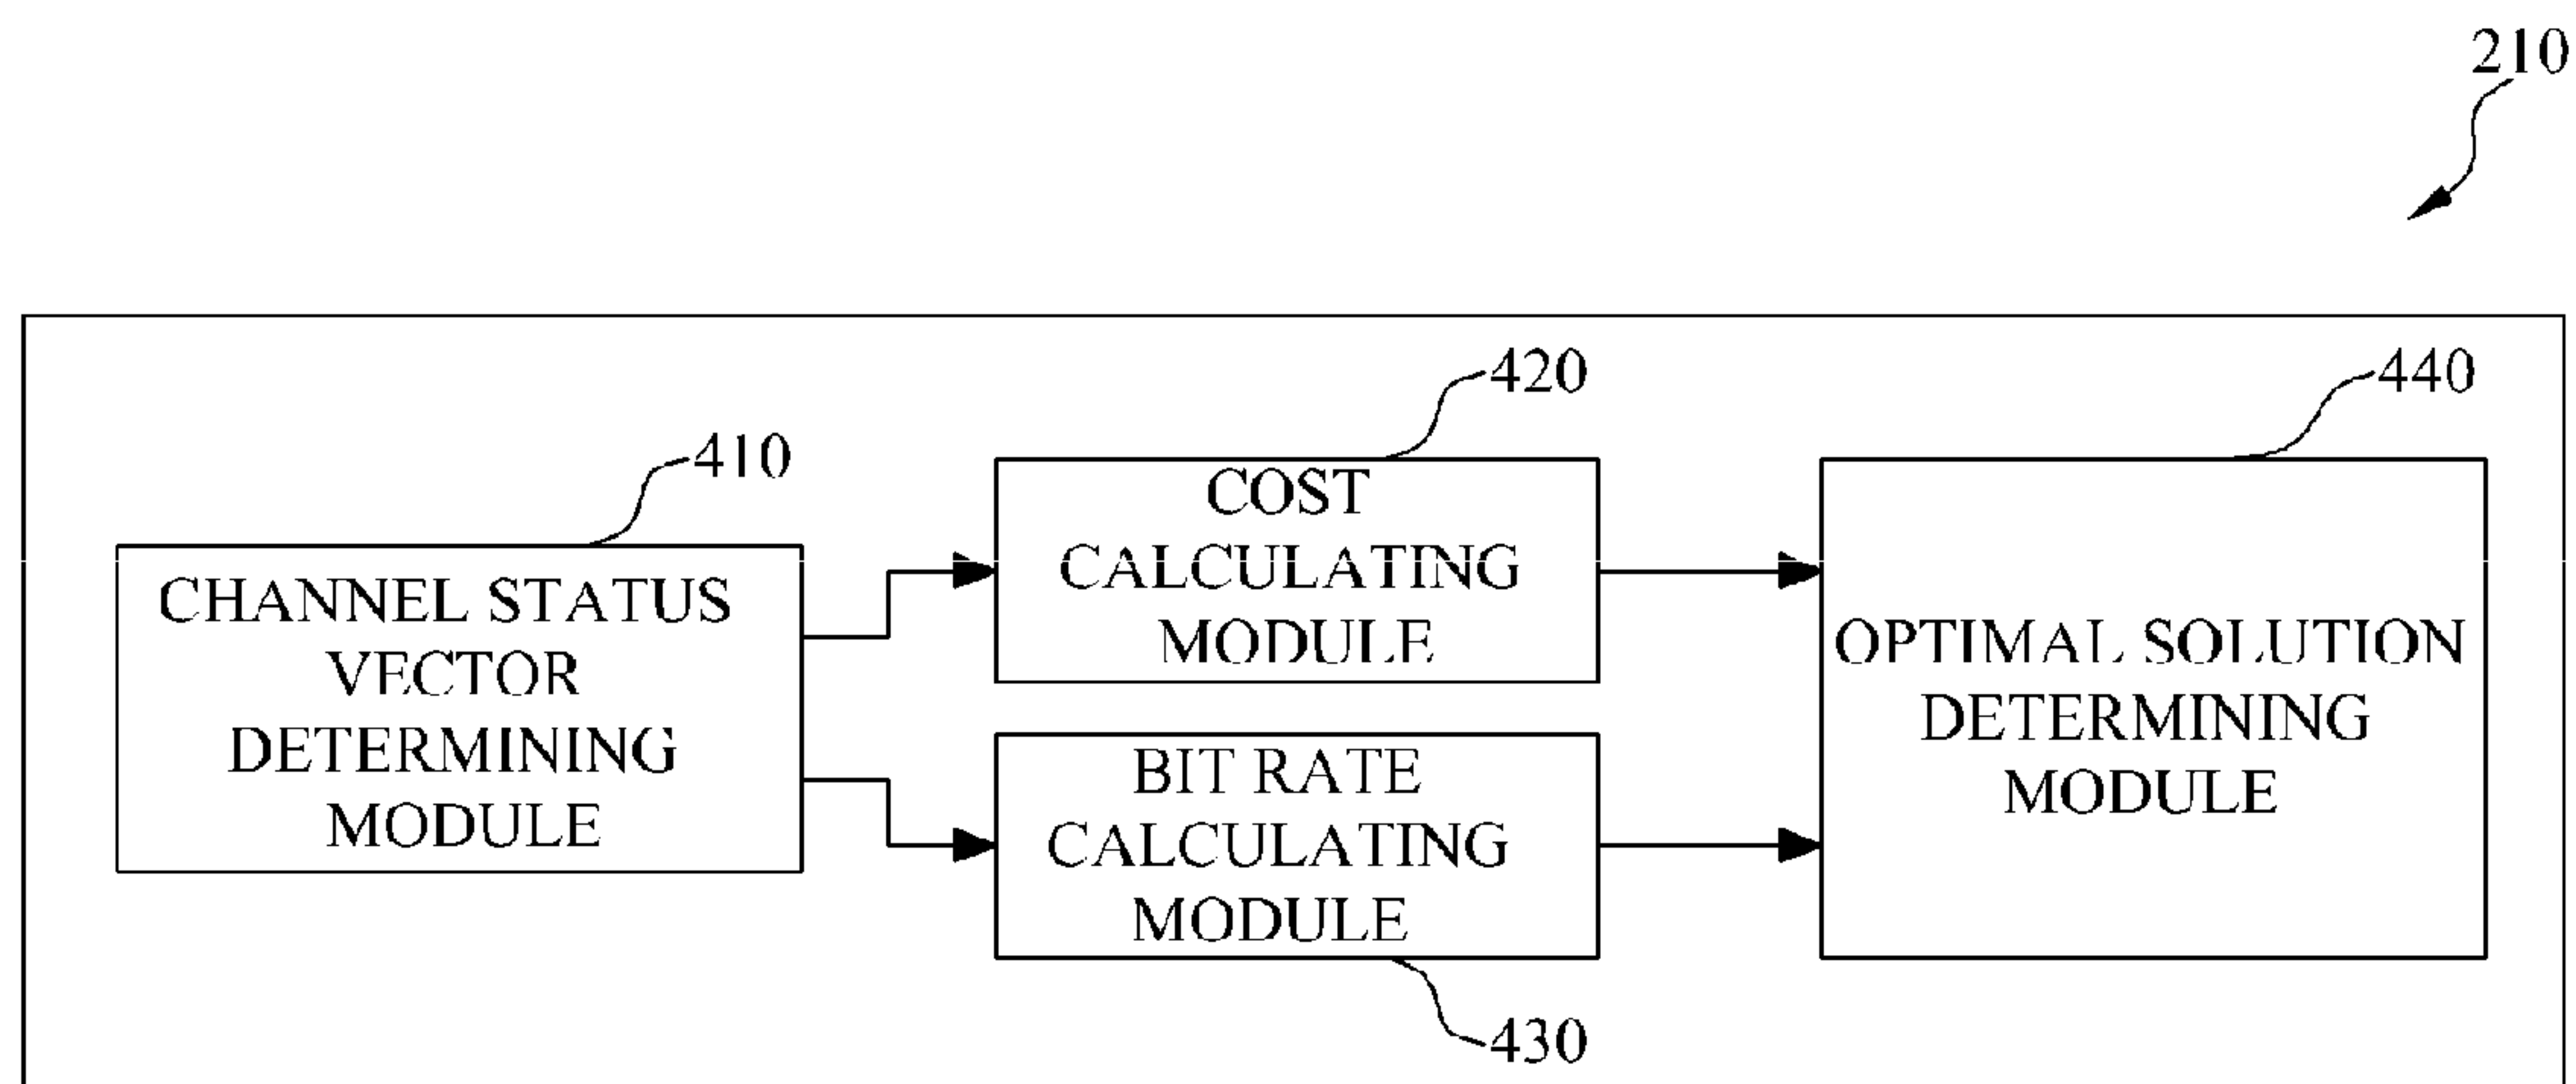 210
420
440
410
COST
CALCULATING
MODULE
CHANNEL STATUS
VECTOR
DETERMINING
MODULE
OPTIMAL SOLUTION
DETERMINING
MODULE
BIT RATE
CALCULATING
MODULE
430